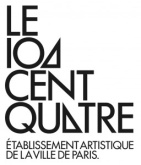 LE
104
CENT
QUATRE
ÉTABLISSEMENT ARTISTIQUE
DE LA VILLE DE PARIS.